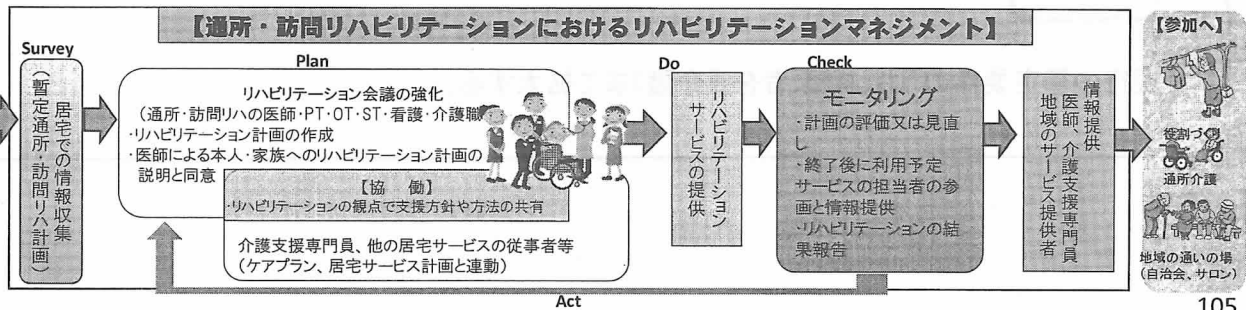 【通所・訪問リハビリテーションにおけるリハビリテーションマネジメント】
Survey
居宅での情報収集
（暫定通所・訪問リハ計画）
Plan
リハビリテーション会議の強化
（通所・訪問リハの医師・PT・OT・ST・看護・介護職
・リハビリテーション計画の作成
・医師による本人・家族へのリハビリテーション計画の
説明と同意
【協　働】
・リハビリテーションの観点で支援方針や方法の共有
介護支援専門員、他の居宅サービスの従事者等
（ケアプラン、居宅サービス計画と連動）
Do
リハビリテーション
サービスの提供
Check
モニタリング
・計画の評価又は見直
し
・終了後に利用予定
サービスの担当者の参
画と情報提供
・リハビリテーションの結
果報告
情報提供
医師、介護支援専門員
地域のサービス提供者
【参加へ】
役割づくり
通所介護
地域の通いの場
（自治会、サロン）
Act
105